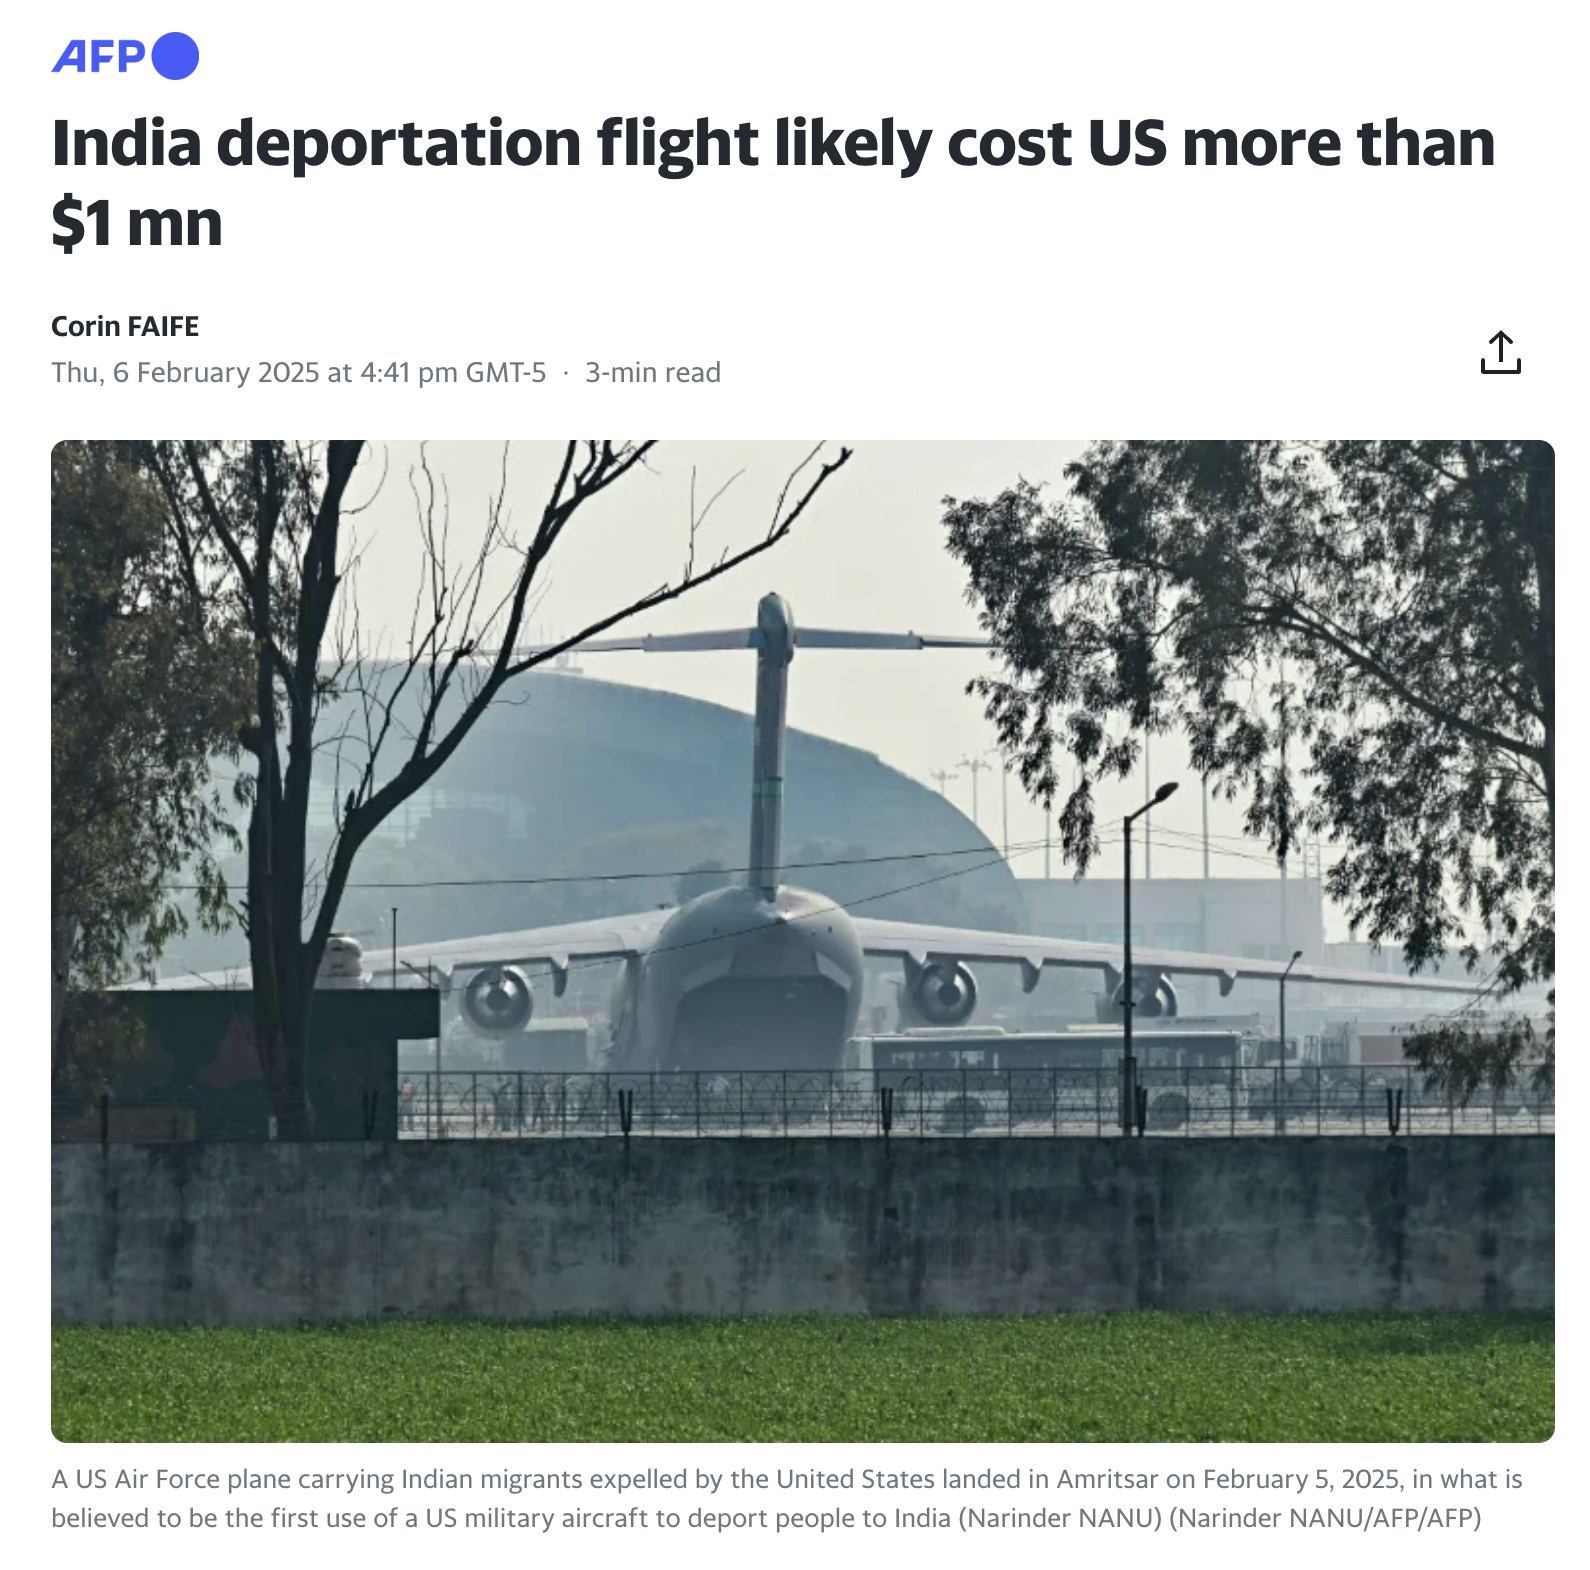 AFP
India deportation flight likely cost US more than
$1 mn
Corin FAIFE
Thu, 6 February 2025 at 4:41 pm GMT-5 · 3-min read
A US Air Force plane carrying Indian migrants expelled by the United States landed in Amritsar on February 5, 2025, in what is
believed to be the first use of a US military aircraft to deport people to India (Narinder NANU) (Narinder NANU/AFP/AFP)